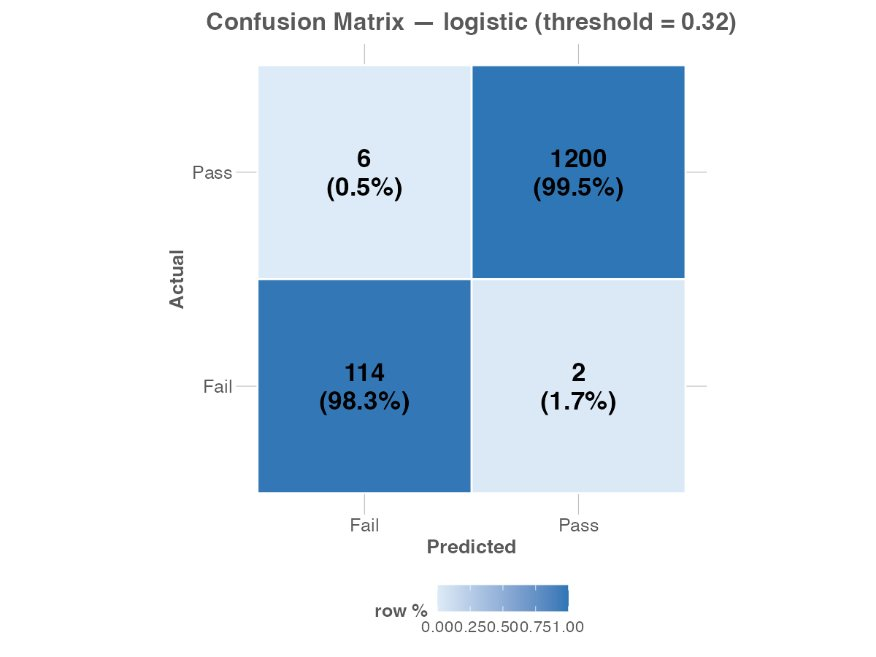 Confusion Matrix — logistic (threshold = 0.32)
Pass
6
(0.5%)
1200
(99.5%)
Actual
Fail
114
(98.3%)
2
(1.7%)
Fail Pass
Predicted
row %
0.000.250.500.751.00